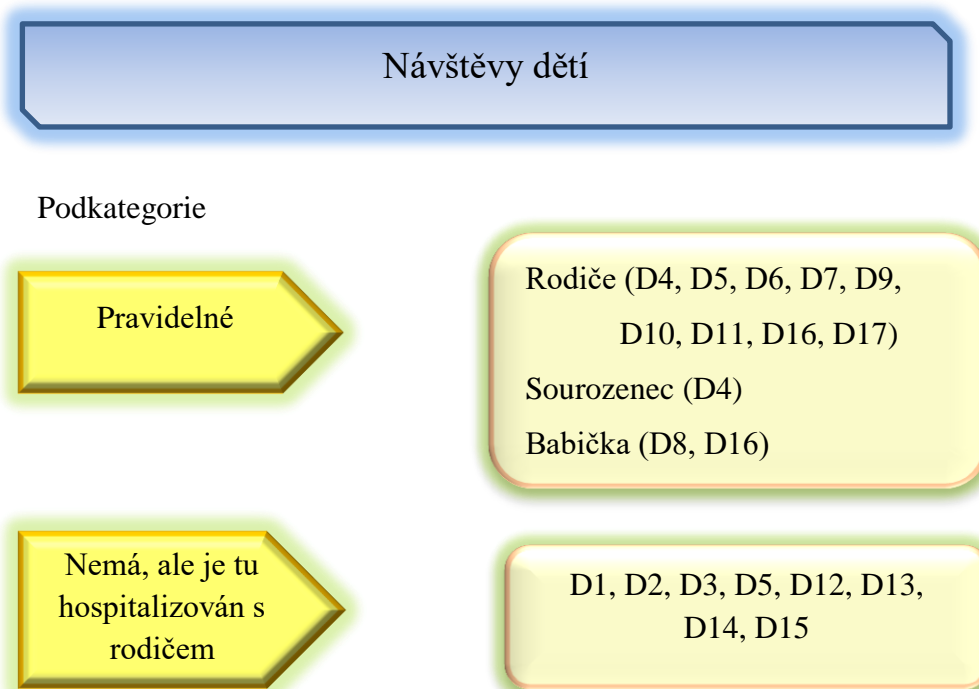 Návštěvy dětí
Podkategorie
Pravidelné
Rodiče (D4, D5, D6, D7, D9,
D10, D11, D16, D17)
Sourozenec (D4)
Babička (D8, D16)
Nemá, ale je tu
hospitalizován s
rodičem
D1, D2, D3, D5, D12, D13,
D14, D15